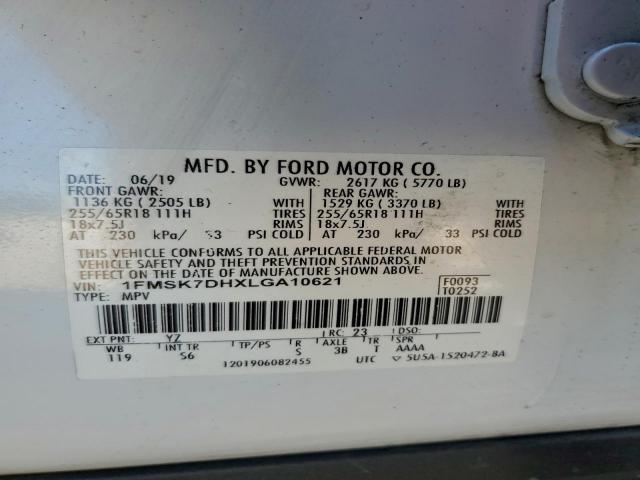 MFD. BY FORD MOTOR CO.
DATE: 06/19 GVWR: 2617 KG ( 5770 LB)
FRONT GAWR: REAR GAWR:
1136 KG ( 2505 LB) WITH 1529 KG ( 3370 LB) WITH
255/65R18 111H TIRES 255/65R18 111H TIRES
18x7.5J RIMS 18x7.5J RIMS
AT 230 kPa/ 33 PSI COLD AT 230 kPa/ 33 PSI COLD
THIS VEHICLE CONFORMS TO ALL APPLICABLE FEDERAL MOTOR
VEHICLE SAFETY AND THEFT PREVENTION STANDARDS IN EFFECT
ON THE DATE OF MANUFACTURE SHOWN ABOVE.
VIN: 1FMSK7DHXLGA10621 F0093
TYPE: MPV T0252
EXT PNT: YZ RC: 23 DSO:
WB INT TR TP/PS R AXLE TR SPR
119 S6 S 3B T AAAA
1201906082455 UTC ▽ 5U5A-1520472-BA